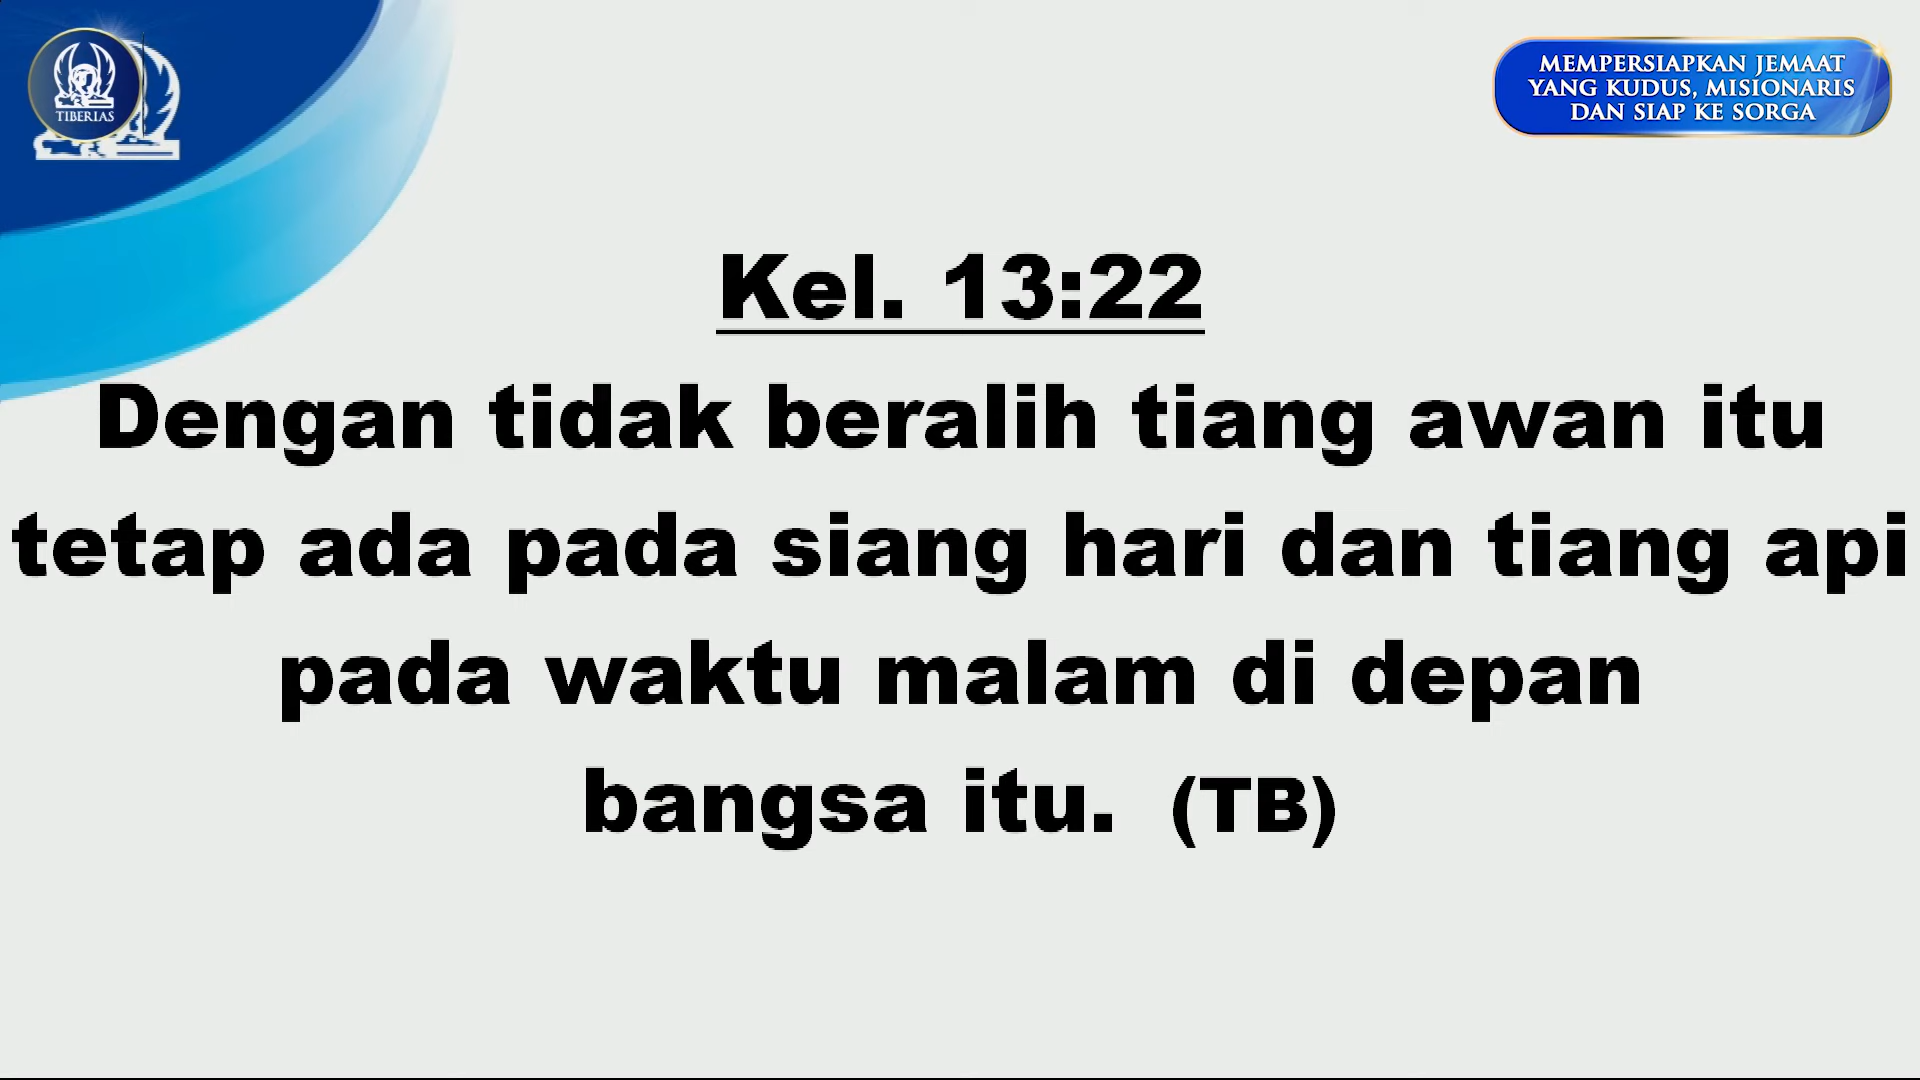 TIBERIAS
MEMPERSIAPKAN JEMAAT
YANG KUDUS, MISIONARIS
DAN SIAP KE SORGA
Kel. 13:22
Dengan tidak beralih tiang awan itu
tetap ada pada siang hari dan tiang api
pada waktu malam di depan
bangsa itu. (TB)